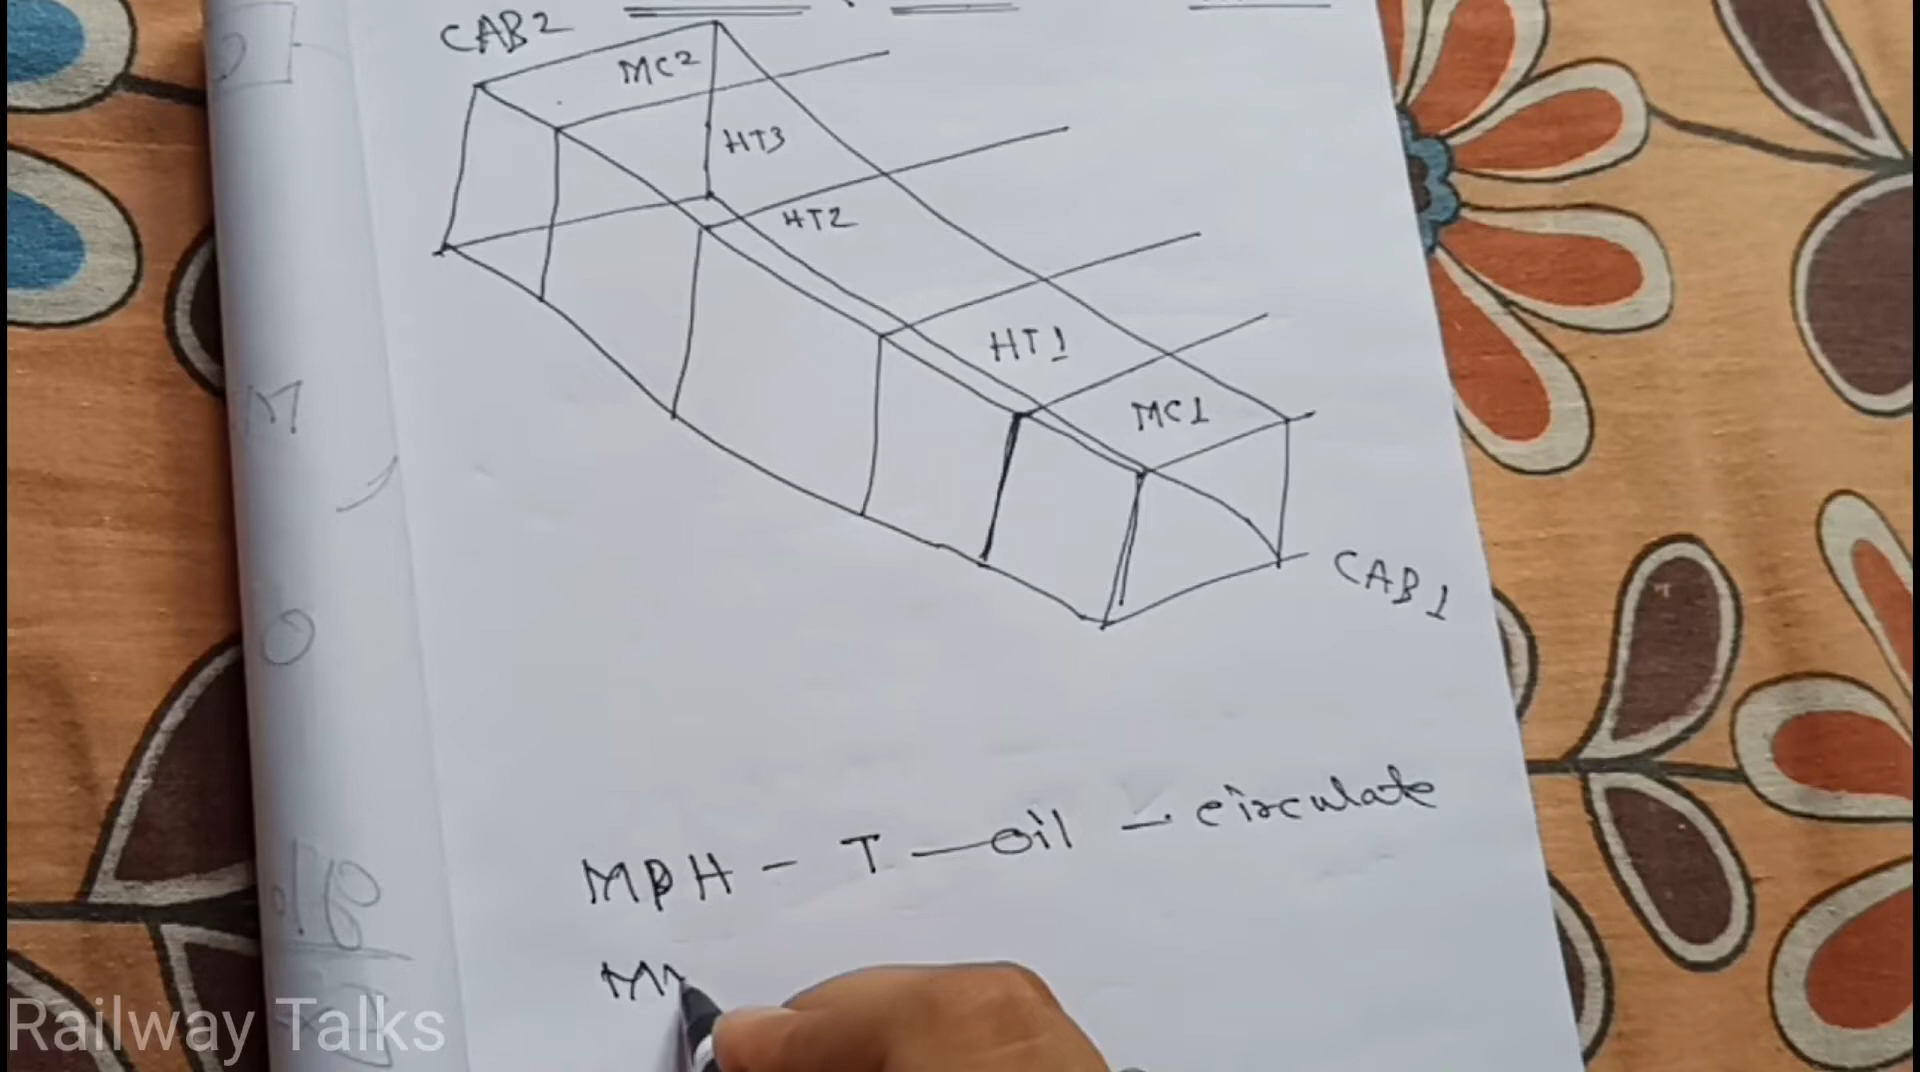 CAB2
MC2
HT3
HT2
HT1
MC1
CAB1
MPH - T - oil - circulate
Railway Talks